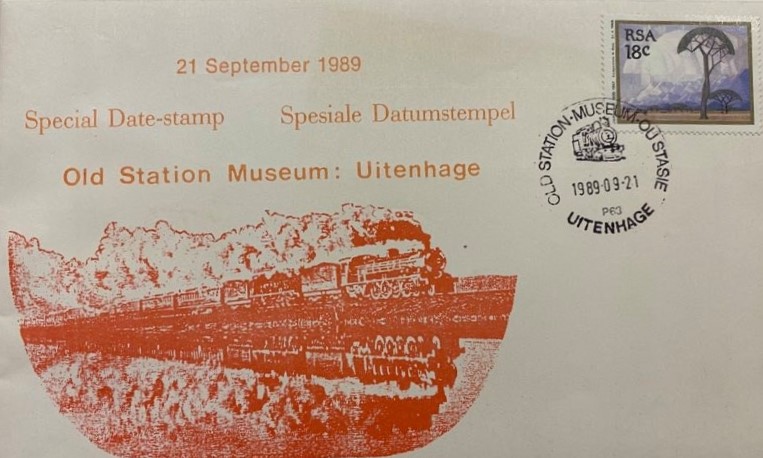 21 September 1989
Special Date-stamp Spesiale Datumstempel
Old Station Museum: Uitenhage
RSA
18c
OLD STATION·MUSEUM·OU STASIE
1989·09·21
P63
UITENHAGE